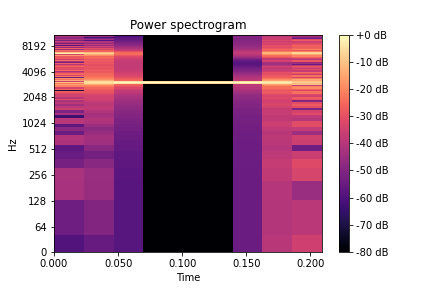 Power spectrogram
8192
4096
2048
1024
512
256
128
64
0
Hz
0.000 0.050 0.100 0.150 0.200
Time
+0 dB
-10 dB
-20 dB
-30 dB
-40 dB
-50 dB
-60 dB
-70 dB
-80 dB